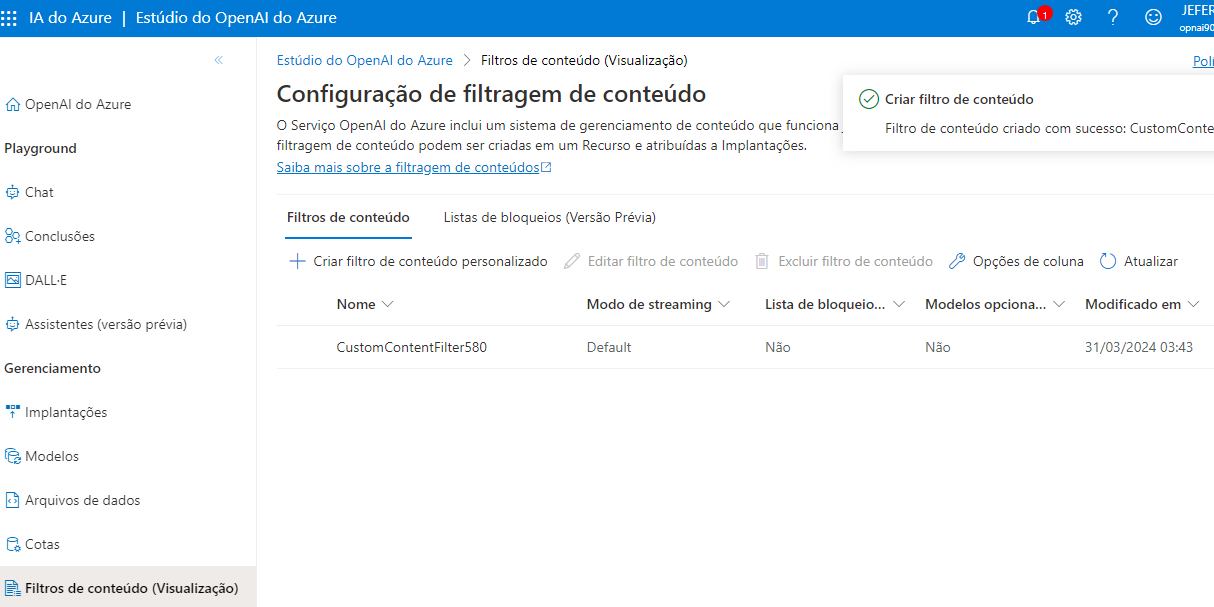 IA do Azure | Estúdio do OpenAI do Azure
1
JEFER
opnai90
OpenAI do Azure
Playground
Chat
Conclusões
DALL·E
Assistentes (versão prévia)
Gerenciamento
Implantações
Modelos
Arquivos de dados
Cotas
Filtros de conteúdo (Visualização)
Estúdio do OpenAI do Azure > Filtros de conteúdo (Visualização)
Polí
Configuração de filtragem de conteúdo
O Serviço OpenAI do Azure inclui um sistema de gerenciamento de conteúdo que funciona
filtragem de conteúdo podem ser criadas em um Recurso e atribuídas a Implantações.
Saiba mais sobre a filtragem de conteúdos
Criar filtro de conteúdo
Filtro de conteúdo criado com sucesso: CustomConte
Filtros de conteúdo Listas de bloqueios (Versão Prévia)
Criar filtro de conteúdo personalizado Editar filtro de conteúdo Excluir filtro de conteúdo Opções de coluna Atualizar
Nome Modo de streaming Lista de bloqueio... Modelos opciona... Modificado em
CustomContentFilter580 Default Não Não 31/03/2024 03:43